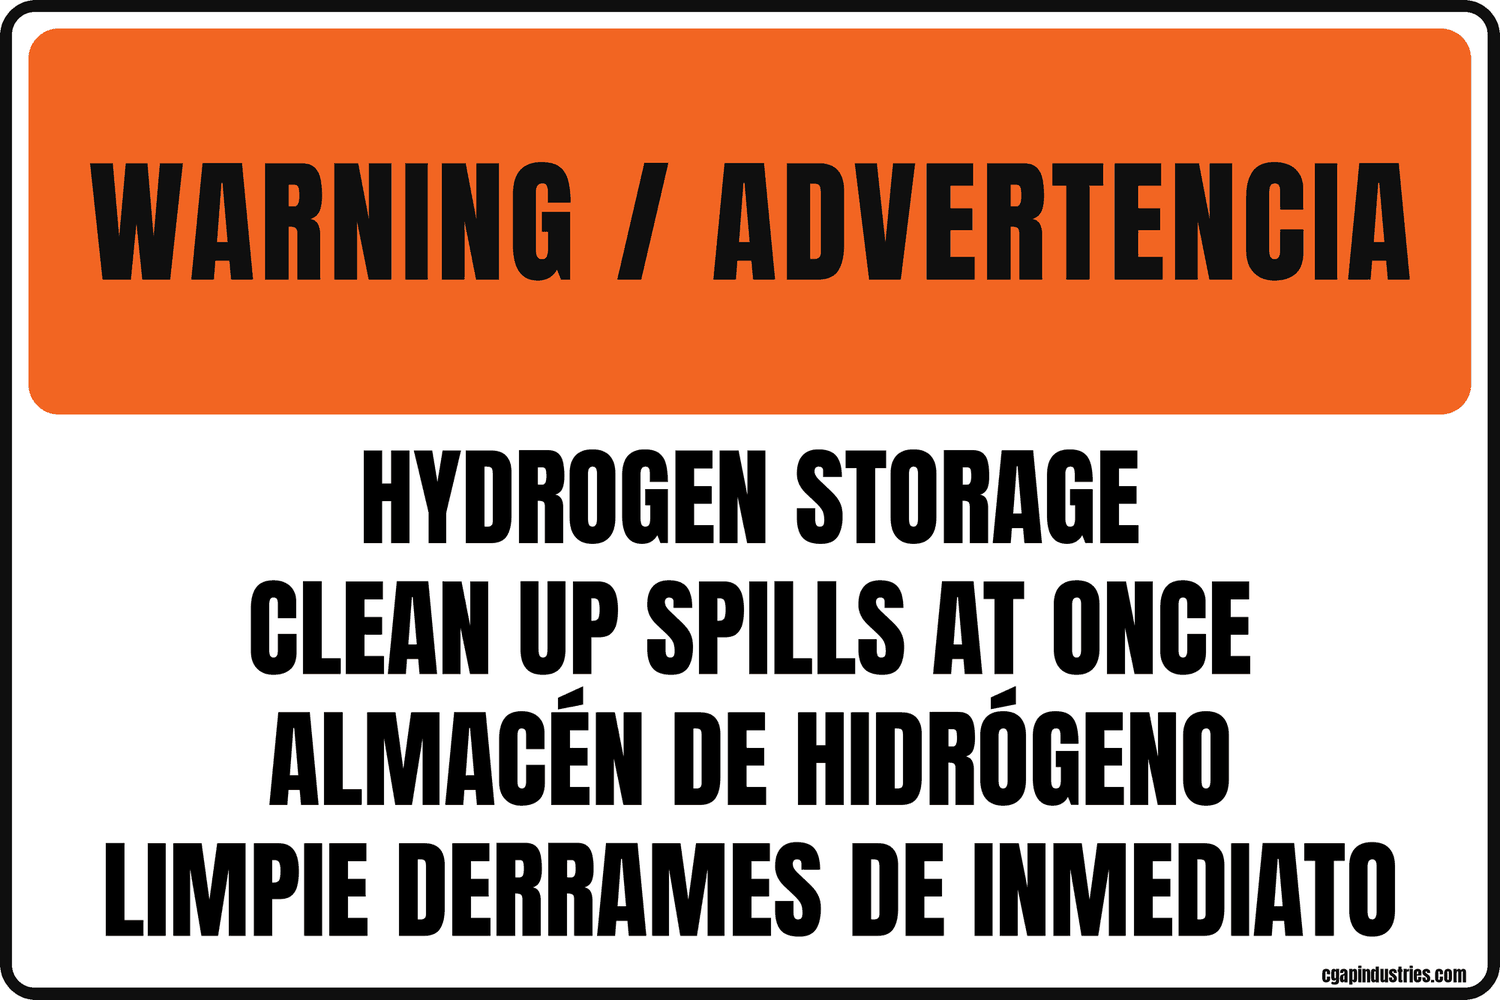 WARNING / ADVERTENCIA
HYDROGEN STORAGE
CLEAN UP SPILLS AT ONCE
ALMACÉN DE HIDRÓGENO
LIMPIE DERRAMES DE INMEDIATO
cgapindustries.com